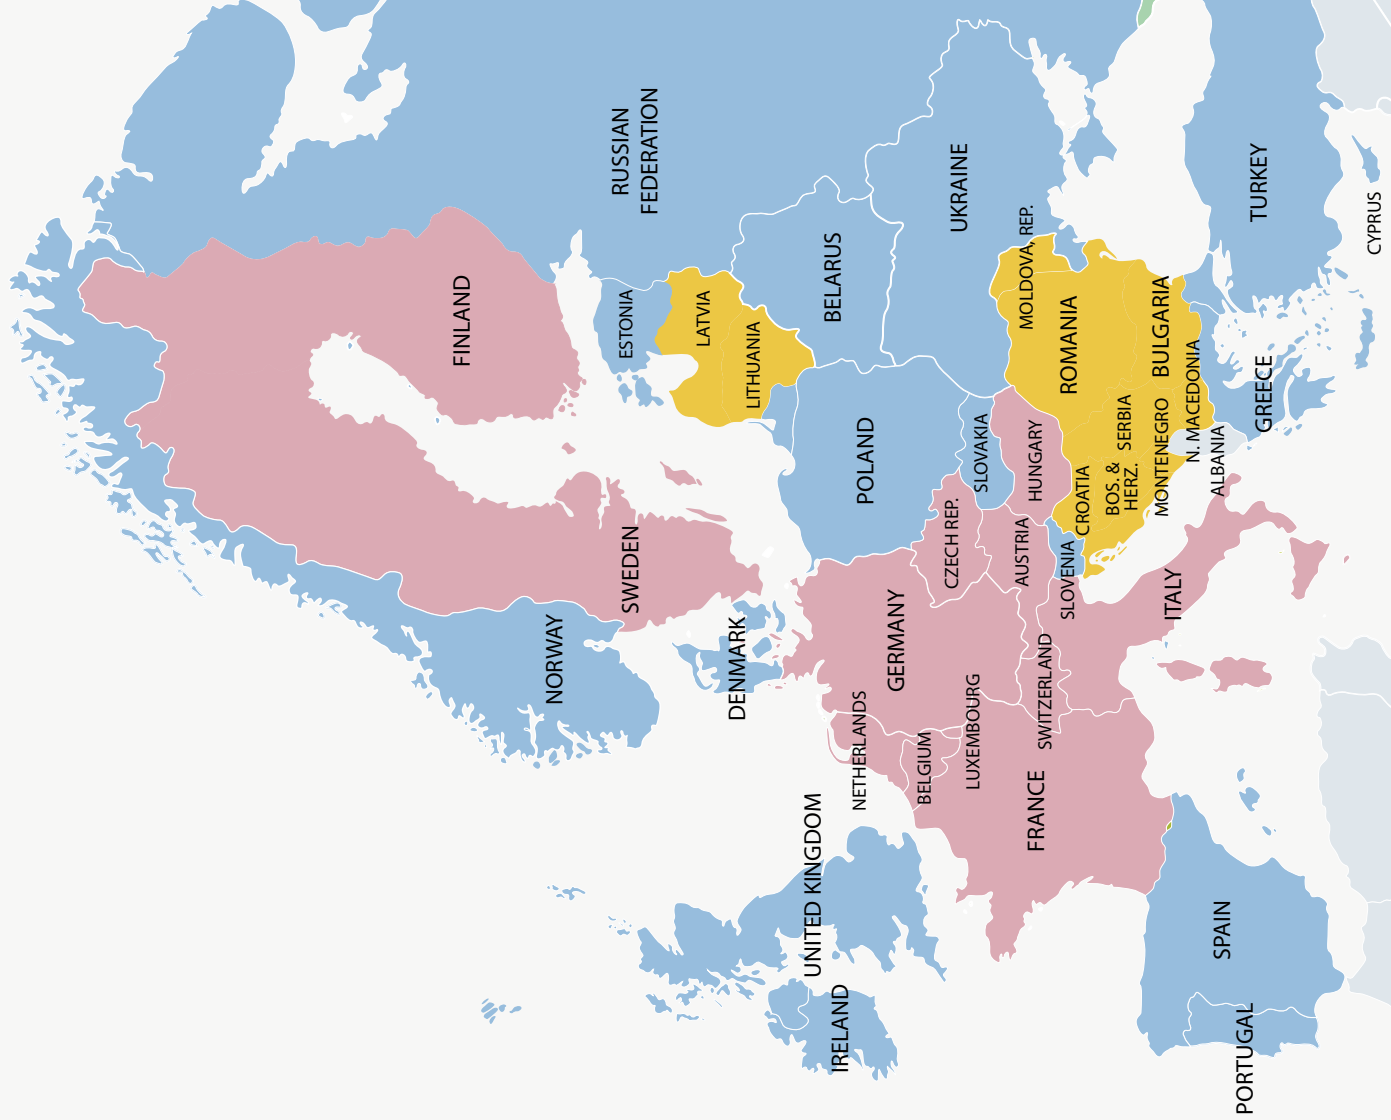 FINLAND
SWEDEN
NORWAY
RUSSIAN
FEDERATION
ESTONIA
LATVIA
LITHUANIA
DENMARK
BELARUS
UNITED KINGDOM
IRELAND
NETHERLANDS
POLAND
GERMANY
BELGIUM
LUXEMBOURG
CZECH REP.
UKRAINE
SLOVAKIA
FRANCE
SWITZERLAND
AUSTRIA
HUNGARY
MOLDOVA, REP.
SLOVENIA
CROATIA
ROMANIA
BOS. &
HERZ.
SERBIA
MONTENEGRO
BULGARIA
ITALY
N. MACEDONIA
ALBANIA
SPAIN
PORTUGAL
GREECE
TURKEY
CYPRUS